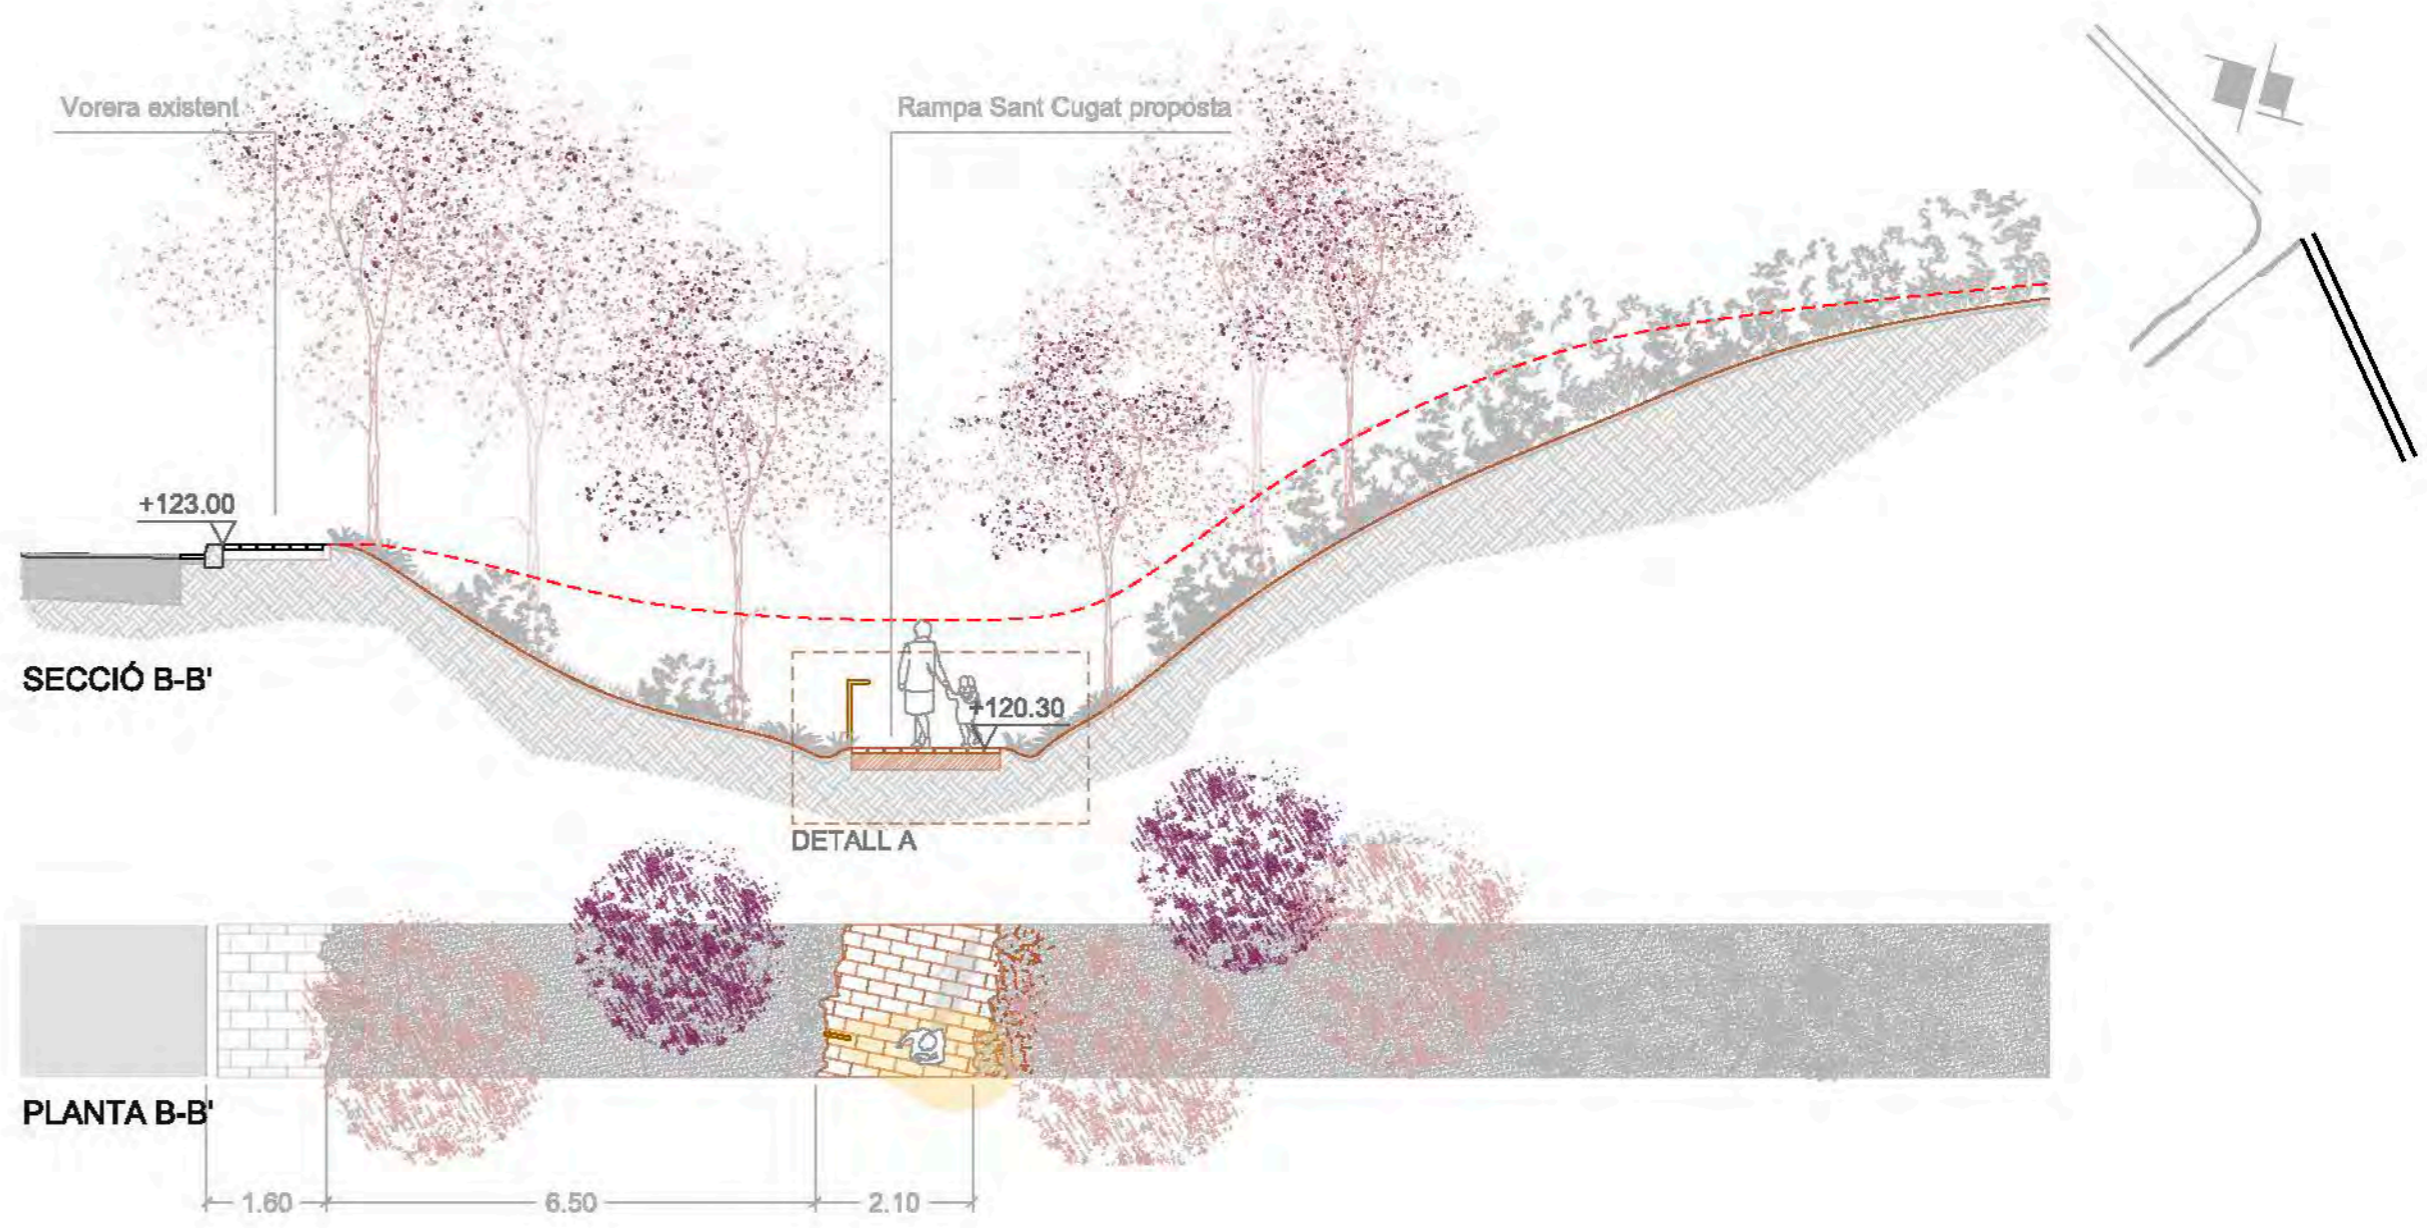 Vorera existent
Rampa Sant Cugat proposta
+123.00
SECCIÓ B-B'
+120.30
DETALL A
PLANTA B-B'
1.60
6.50
2.10